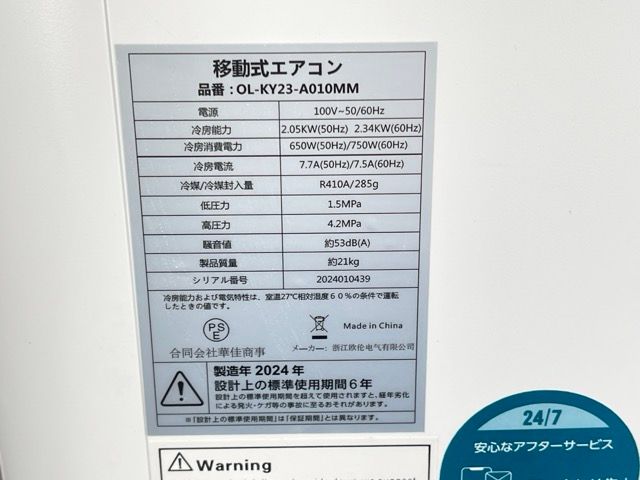 移動式エアコン
品番：OL-KY23-A010MM
電源 100V~50/60Hz
冷房能力 2.05KW(50Hz) 2.34KW(60Hz)
冷房消費電力 650W(50Hz)/750W(60Hz)
冷房電流 7.7A(50Hz)/7.5A(60Hz)
冷媒/冷媒封入量 R410A/285g
低圧力 1.5MPa
高圧力 4.2MPa
騒音値 約53dB(A)
製品質量 約21kg
シリアル番号 2024010439
冷房能力および電気特性は、室温27℃相対湿度60%の条件で運転
したときの値です。
PSE
Made in China
合同会社華佳商事
メーカー: 浙江欧伦电气有限公司
製造年 2024年
設計上の標準使用期間6年
設計上の標準使用期間を超えて使用されますと、経年劣化
による発火・ケガ等の事故に至るおそれがあります。
※「設計上の標準使用期間」は「保証期間」とは異なります。
24/7
安心なアフターサービス
Warning